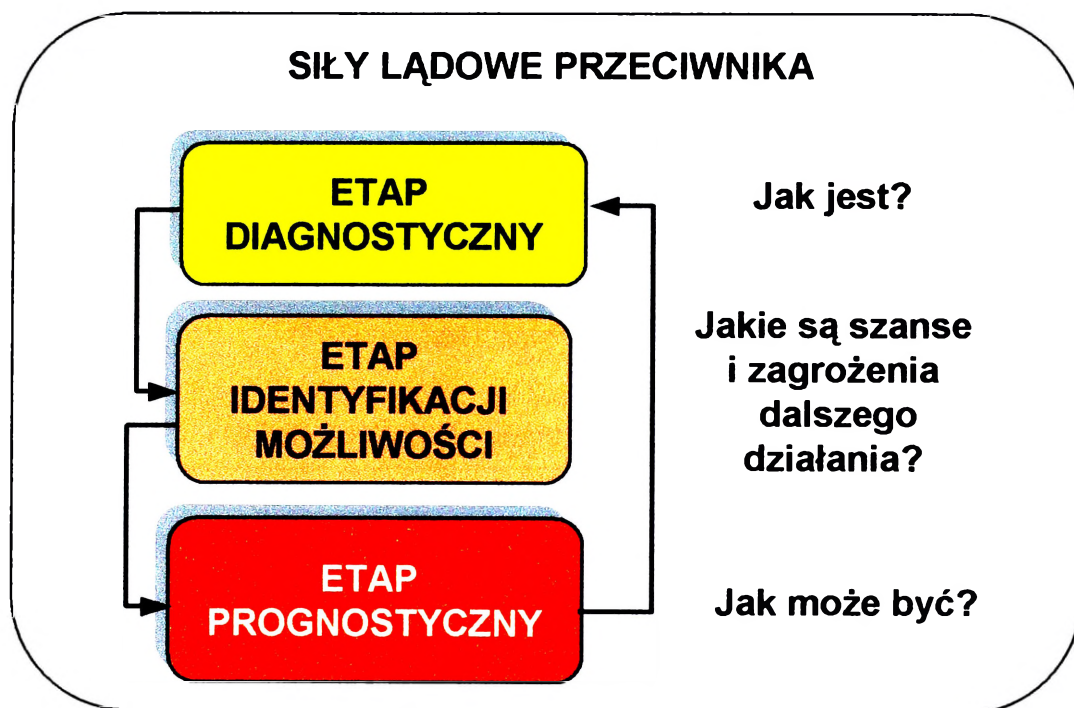 SIŁY LĄDOWE PRZECIWNIKA
ETAP
DIAGNOSTYCZNY
Jak jest?
ETAP
IDENTYFIKACJI
MOŻLIWOŚCI
Jakie są szanse
i zagrożenia
dalszego
działania?
ETAP
PROGNOSTYCZNY
Jak może być?